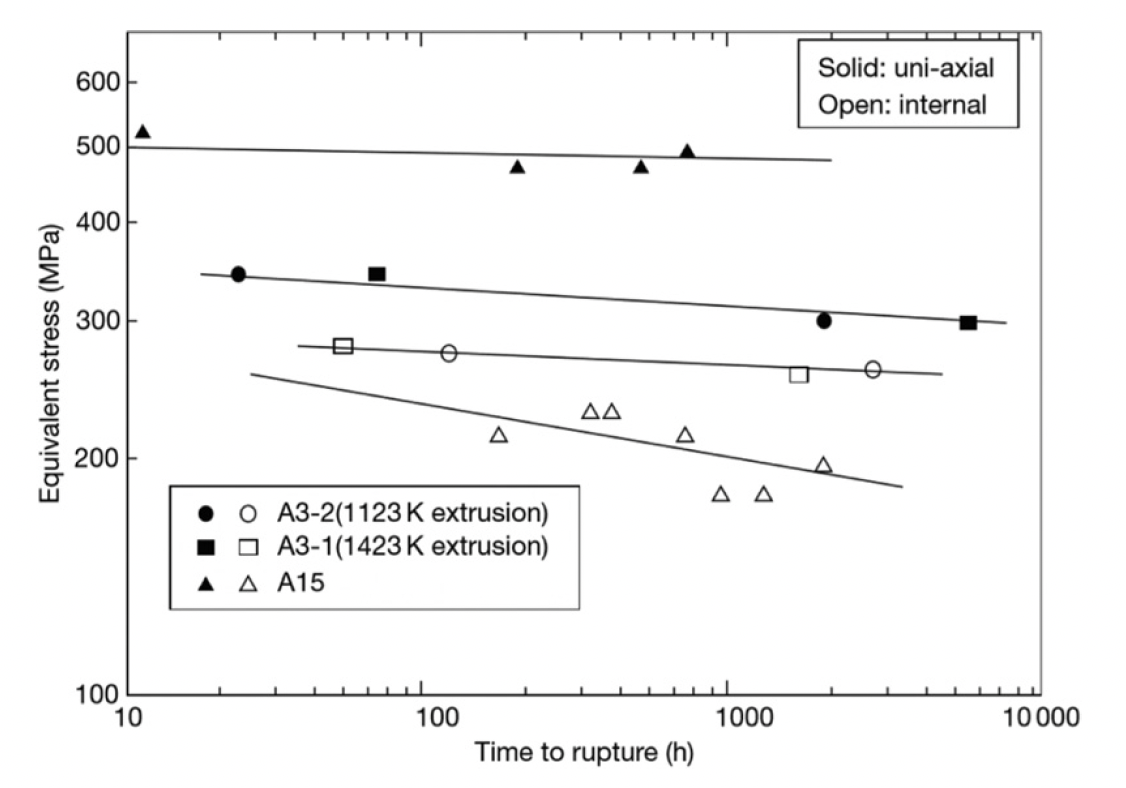 600
500
400
300
200
100
Equivalent stress (MPa)
Solid: uni-axial
Open: internal
A3-2(1123 K extrusion)
A3-1(1423 K extrusion)
A15
10
100
1000
10 000
Time to rupture (h)